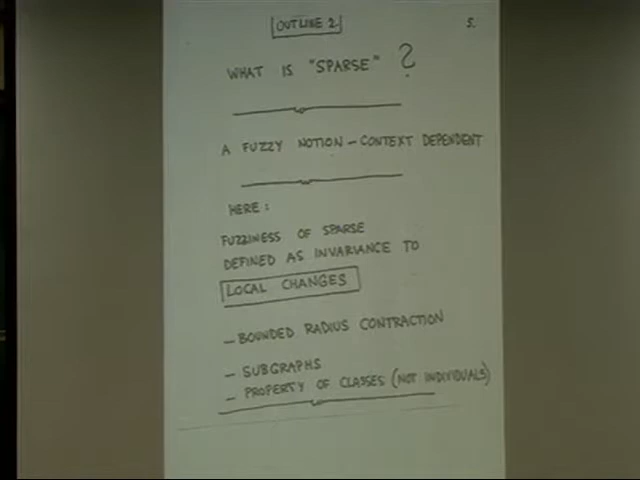 OUTLINE 2
5.
WHAT IS "SPARSE" ?
A FUZZY NOTION – CONTEXT DEPENDENT
HERE:
FUZZINESS OF SPARSE
DEFINED AS INVARIANCE TO
LOCAL CHANGES
– BOUNDED RADIUS CONTRACTION
– SUBGRAPHS
– PROPERTY OF CLASSES (NOT INDIVIDUALS)